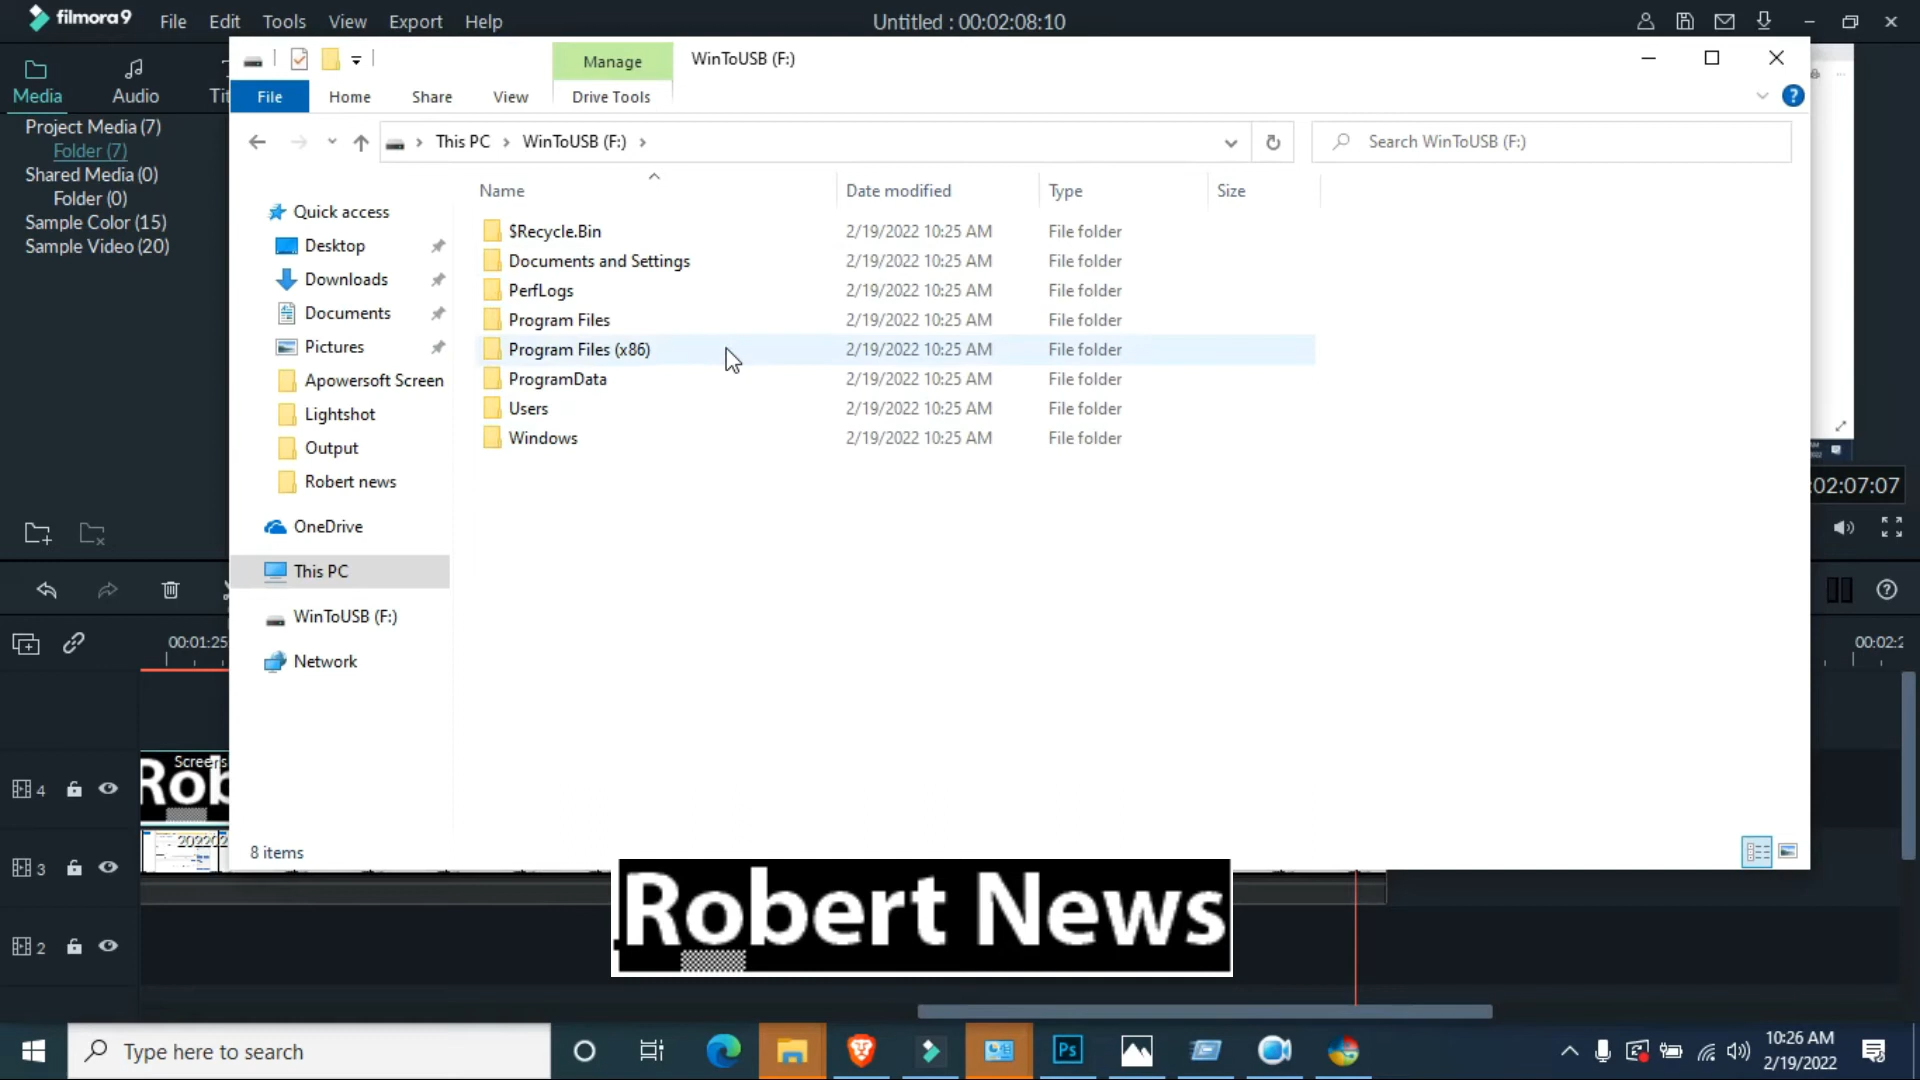 filmora9
File Edit Tools View Export Help
Untitled : 00:02:08:10
Media
Audio
Project Media (7)
Folder (7)
Shared Media (0)
Folder (0)
Sample Color (15)
Sample Video (20)
Manage
WinToUSB (F:)
File Home Share View Drive Tools
This PC WinToUSB (F:)
Search WinToUSB (F:)
Name Date modified Type Size
$Recycle.Bin 2/19/2022 10:25 AM File folder
Documents and Settings 2/19/2022 10:25 AM File folder
PerfLogs 2/19/2022 10:25 AM File folder
Program Files 2/19/2022 10:25 AM File folder
Program Files (x86) 2/19/2022 10:25 AM File folder
ProgramData 2/19/2022 10:25 AM File folder
Users 2/19/2022 10:25 AM File folder
Windows 2/19/2022 10:25 AM File folder
Quick access
Desktop
Downloads
Documents
Pictures
Apowersoft Screen
Lightshot
Output
Robert news
OneDrive
This PC
WinToUSB (F:)
Network
8 items
:02:07:07
00:01:25
00:02:2
4
Screens
Rob
3
202202
2
Robert News
Type here to search
Ps
10:26 AM
2/19/2022